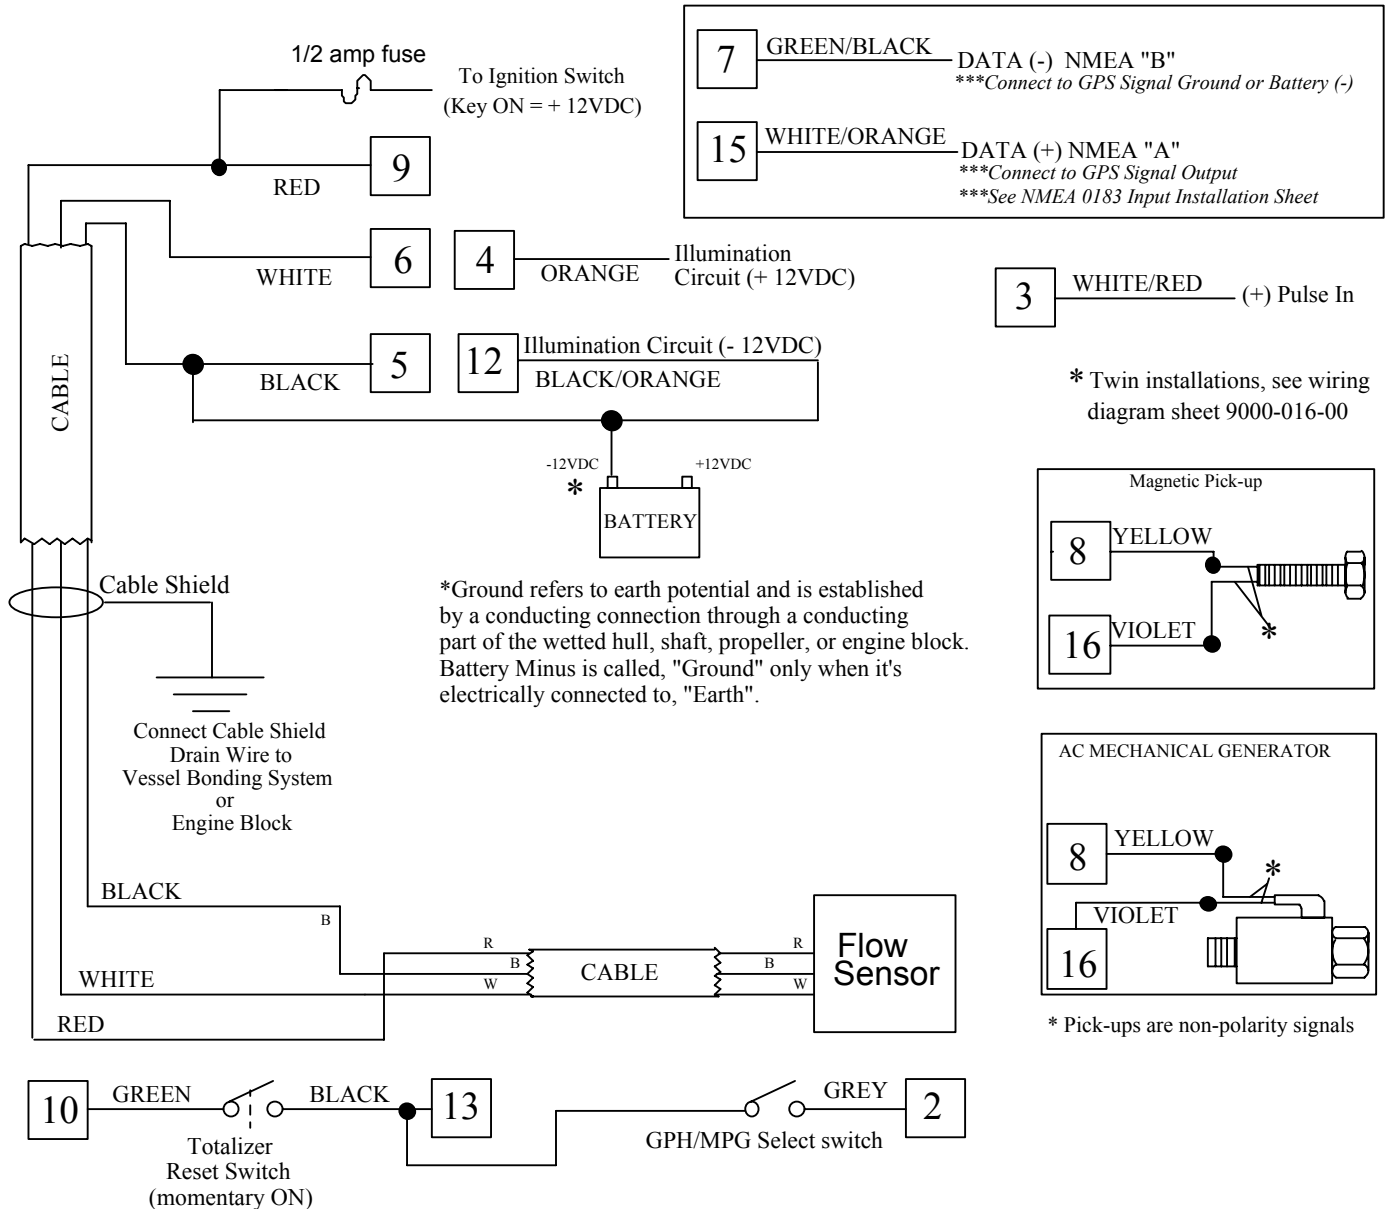 1/2 amp fuse
To Ignition Switch
(Key ON = + 12VDC)
9
RED
6
WHITE
4
ORANGE
Illumination
Circuit (+ 12VDC)
5
BLACK
12
Illumination Circuit (- 12VDC)
BLACK/ORANGE
CABLE
-12VDC
+12VDC
*
BATTERY
7
GREEN/BLACK
DATA (-) NMEA "B"
***Connect to GPS Signal Ground or Battery (-)
15
WHITE/ORANGE
DATA (+) NMEA "A"
***Connect to GPS Signal Output
***See NMEA 0183 Input Installation Sheet
3
WHITE/RED
(+) Pulse In
* Twin installations, see wiring
diagram sheet 9000-016-00
Magnetic Pick-up
8
YELLOW
16
VIOLET
*
Cable Shield
Connect Cable Shield
Drain Wire to
Vessel Bonding System
or
Engine Block
*Ground refers to earth potential and is established
by a conducting connection through a conducting
part of the wetted hull, shaft, propeller, or engine block.
Battery Minus is called, "Ground" only when it's
electrically connected to, "Earth".
AC MECHANICAL GENERATOR
8
YELLOW
*
VIOLET
16
* Pick-ups are non-polarity signals
BLACK
B
WHITE
RED
R
B
W
CABLE
R
B
W
Flow
Sensor
10
GREEN
BLACK
13
Totalizer
Reset Switch
(momentary ON)
GREY
2
GPH/MPG Select switch